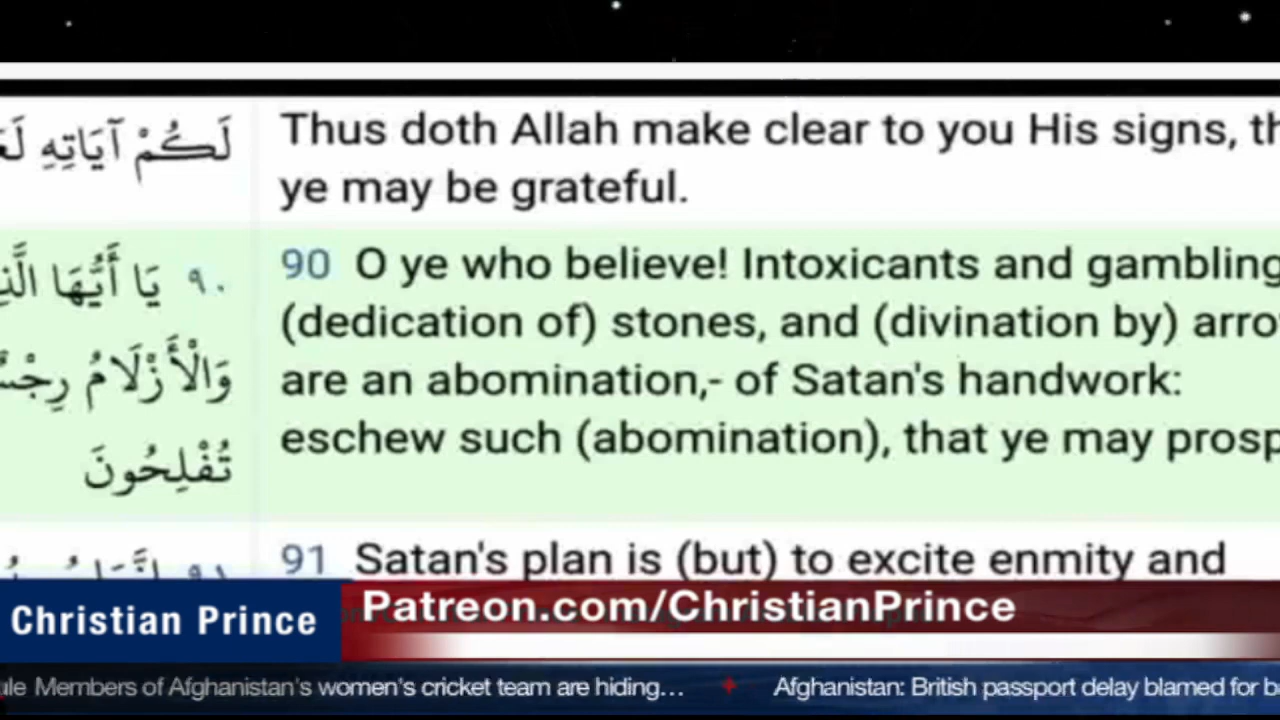 لَكُمْ آيَاتِهِ
Thus doth Allah make clear to you His signs,
ye may be grateful.
٩٠ يَا أَيُّهَا
90 O ye who believe! Intoxicants and gambling
(dedication of) stones, and (divination by)
وَالْأَزْلَامُ
are an abomination,- of Satan's handwork:
تُفْلِحُونَ
eschew such (abomination), that ye may
91 Satan's plan is (but) to excite enmity and
Christian Prince
Patreon.com/ChristianPrince
Members of Afghanistan's women's cricket team are hiding... Afghanistan: British passport delay blamed for